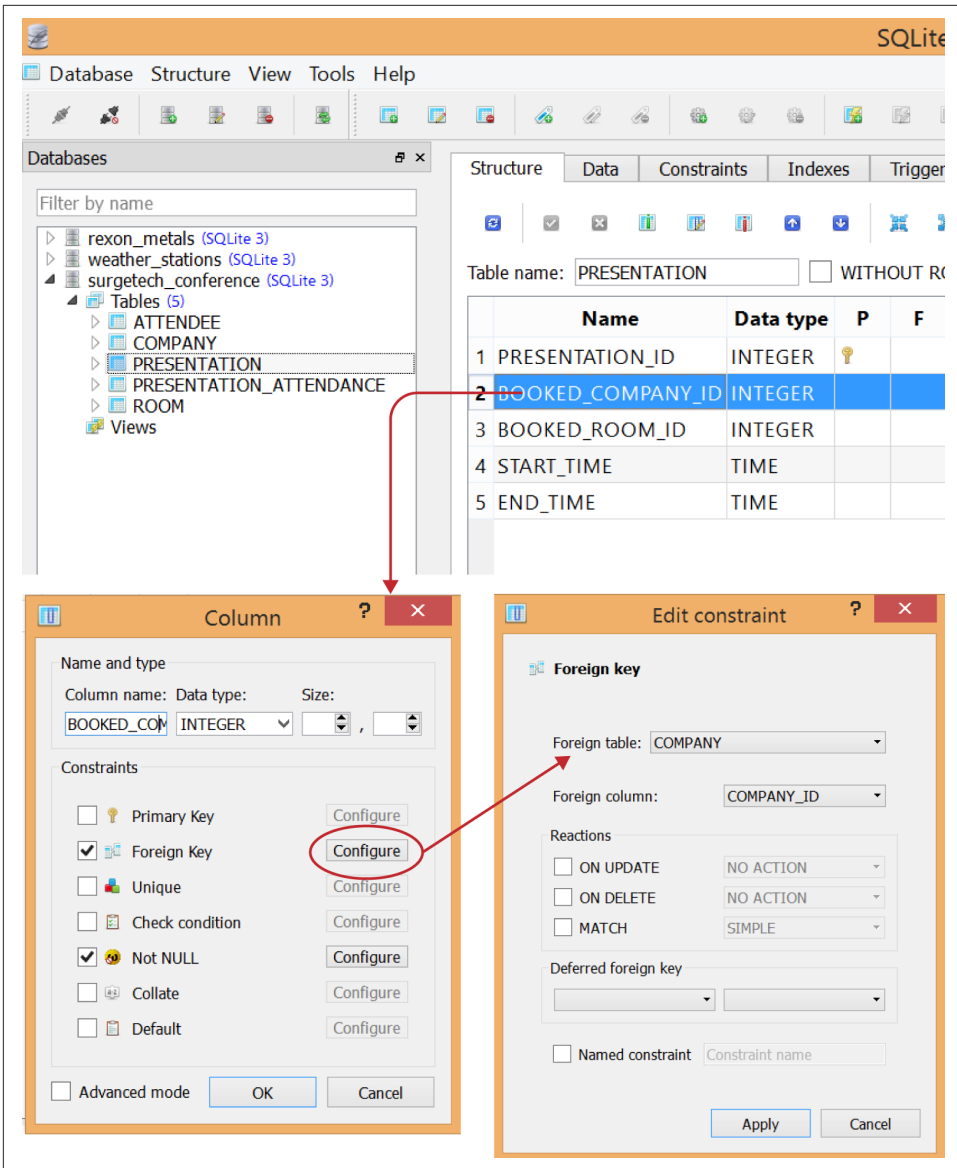 SQLite
Database Structure View Tools Help
Databases
Filter by name
rexon_metals (SQLite 3)
weather_stations (SQLite 3)
surgetech_conference (SQLite 3)
Tables (5)
ATTENDEE
COMPANY
PRESENTATION
PRESENTATION_ATTENDANCE
ROOM
Views
Structure Data Constraints Indexes Trigger
Table name: PRESENTATION WITHOUT RO
Name Data type P F
1 PRESENTATION_ID INTEGER
2 BOOKED_COMPANY_ID INTEGER
3 BOOKED_ROOM_ID INTEGER
4 START_TIME TIME
5 END_TIME TIME
Column ? ×
Name and type
Column name: Data type: Size:
BOOKED_COM INTEGER ,
Constraints
Primary Key Configure
Foreign Key Configure
Unique Configure
Check condition Configure
Not NULL Configure
Collate Configure
Default Configure
Advanced mode OK Cancel
Edit constraint ? ×
Foreign key
Foreign table: COMPANY
Foreign column: COMPANY_ID
Reactions
ON UPDATE NO ACTION
ON DELETE NO ACTION
MATCH SIMPLE
Deferred foreign key
Named constraint Constraint name
Apply Cancel